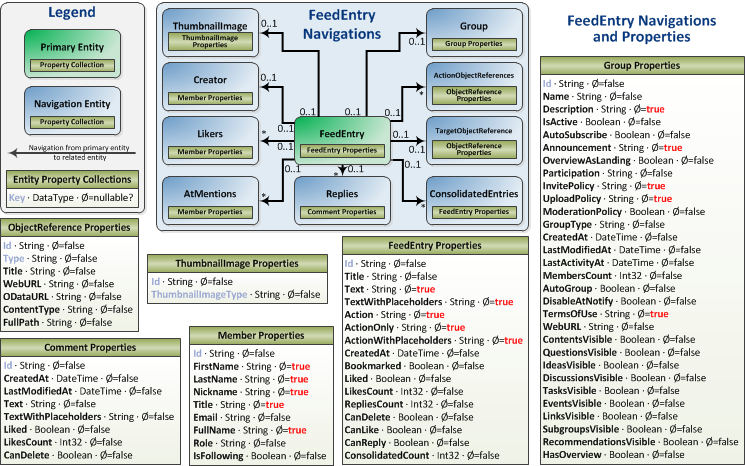 Legend
Primary Entity
Property Collection
Navigation Entity
Property Collection
Navigation from primary entity
to related entity
Entity Property Collections
Key · DataType · Ø=nullable?
FeedEntry
Navigations
ThumbnailImage
ThumbnailImage
Properties
0..1
0..1
Group
Group Properties
0..1
0..1
Creator
Member Properties
0..1
0..1
ActionObjectReferences
ObjectReference
Properties
*
0..1
Likers
Member Properties
*
0..1
FeedEntry
FeedEntry Properties
TargetObjectReference
ObjectReference
Properties
0..1
0..1
AtMentions
Member Properties
*
0..1
Replies
Comment Properties
*
0..1
ConsolidatedEntries
FeedEntry Properties
*
0..1
FeedEntry Navigations
and Properties
Group Properties
Id · String · Ø=false
Name · String · Ø=false
Description · String · Ø=true
IsActive · Boolean · Ø=false
AutoSubscribe · Boolean · Ø=false
Announcement · String · Ø=true
OverviewAsLanding · Boolean · Ø=false
Participation · String · Ø=false
InvitePolicy · String · Ø=true
UploadPolicy · String · Ø=true
ModerationPolicy · Boolean · Ø=false
GroupType · String · Ø=false
CreatedAt · DateTime · Ø=false
LastModifiedAt · DateTime · Ø=false
LastActivityAt · DateTime · Ø=false
MembersCount · Int32 · Ø=false
AutoGroup · Boolean · Ø=false
DisableAtNotify · Boolean · Ø=false
TermsOfUse · String · Ø=true
WebURL · String · Ø=false
ContentsVisible · Boolean · Ø=false
QuestionsVisible · Boolean · Ø=false
IdeasVisible · Boolean · Ø=false
DiscussionsVisible · Boolean · Ø=false
TasksVisible · Boolean · Ø=false
EventsVisible · Boolean · Ø=false
LinksVisible · Boolean · Ø=false
SubgroupsVisible · Boolean · Ø=false
RecommendationsVisible · Boolean · Ø=false
HasOverview · Boolean · Ø=false
ObjectReference Properties
Id · String · Ø=false
Type · String · Ø=false
Title · String · Ø=false
WebURL · String · Ø=false
ODataURL · String · Ø=false
ContentType · String · Ø=false
FullPath · String · Ø=false
ThumbnailImage Properties
Id · String · Ø=false
ThumbnailImageType · String · Ø=false
FeedEntry Properties
Id · String · Ø=false
Title · String · Ø=false
Text · String · Ø=true
TextWithPlaceholders · String · Ø=true
Action · String · Ø=true
ActionOnly · String · Ø=true
ActionWithPlaceholders · String · Ø=true
CreatedAt · DateTime · Ø=false
Bookmarked · Boolean · Ø=false
Liked · Boolean · Ø=false
LikesCount · Int32 · Ø=false
RepliesCount · Int32 · Ø=false
CanDelete · Boolean · Ø=false
CanLike · Boolean · Ø=false
CanReply · Boolean · Ø=false
ConsolidatedCount · Int32 · Ø=false
Comment Properties
Id · String · Ø=false
CreatedAt · DateTime · Ø=false
LastModifiedAt · DateTime · Ø=false
Text · String · Ø=false
TextWithPlaceholders · String · Ø=false
Liked · Boolean · Ø=false
LikesCount · Int32 · Ø=false
CanDelete · Boolean · Ø=false
Member Properties
Id · String · Ø=false
FirstName · String · Ø=true
LastName · String · Ø=true
Nickname · String · Ø=true
Title · String · Ø=true
Email · String · Ø=false
FullName · String · Ø=true
Role · String · Ø=false
IsFollowing · Boolean · Ø=false